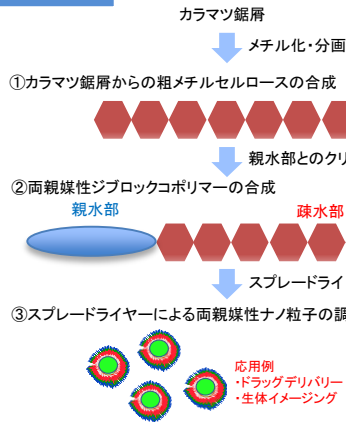 カラマツ鋸屑
メチル化・分画
①カラマツ鋸屑からの粗メチルセルロースの合成
親水部とのクリ
②両親媒性ジブロックコポリマーの合成
親水部
疎水部
スプレードライ
③スプレードライヤーによる両親媒性ナノ粒子の調
応用例
・ドラッグデリバリー
・生体イメージング